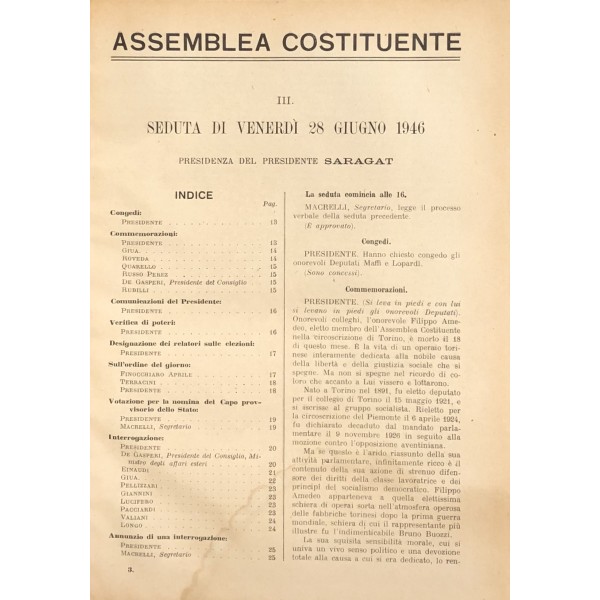 ASSEMBLEA COSTITUENTE
III.
SEDUTA DI VENERDÌ 28 GIUGNO 1946
PRESIDENZA DEL PRESIDENTE SARAGAT
INDICE
Pag.
Congedi:
PRESIDENTE 13
Commemorazioni:
PRESIDENTE 13
GIUA 14
ROVEDA 14
QUARELLO 15
RUSSO PEREZ 15
DE GASPERI, Presidente del Consiglio 15
RUBILLI 15
Comunicazioni del Presidente:
PRESIDENTE 16
Verifica di poteri:
PRESIDENTE 16
Designazione dei relatori sulle elezioni:
PRESIDENTE 17
Sull'ordine del giorno:
FINOCCHIARO APRILE 17
TERRACINI 18
PRESIDENTE 18
Votazione per la nomina del Capo prov-
visorio dello Stato:
PRESIDENTE 19
MACRELLI, Segretario 19
Interrogazione:
PRESIDENTE 20
DE GASPERI, Presidente del Consiglio, Mi-
nistro degli affari esteri 20
EINAUDI 21
GIUA 22
PELLIZZARI 23
GIANNINI 23
LUCIFERO 23
PACCIARDI 23
VALIANI 24
LONGO 24
Annunzio di una interrogazione:
PRESIDENTE 25
MACRELLI, Segretario 25
3.
La seduta comincia alle 16.
MACRELLI, Segretario, legge il processo
verbale della seduta precedente
(È approvato).
Congedi.
PRESIDENTE. Hanno chiesto congedo gli
onorevoli Deputati Maffi e Lopardi.
(Sono concessi).
Commemorazioni.
PRESIDENTE. (Si leva in piedi e con lui
si levano in piedi gli onorevoli Deputati).
Onorevoli colleghi, l'onorevole Filippo Ame-
deo, eletto membro dell'Assemblea Costituente
nella circoscrizione di Torino, è morto il 18
di questo mese. È la vita di un operaio tori-
nese interamente dedicata alla nobile causa
della libertà e della giustizia sociale che si
spegne. Ma non si spegne nel ricordo di co-
loro che accanto a Lui vissero e lottarono.
Nato a Torino nel 1891, fu eletto deputato
per il collegio di Torino il 15 maggio 1921, e
si iscrisse al gruppo socialista. Rieletto per
la circoscrizione del Piemonte il 6 aprile 1924,
fu dichiarato decaduto dal mandato parla-
mentare il 9 novembre 1926 in seguito alla
mozione contro l'opposizione aventiniana.
Ma se questo è l'arido riassunto della sua
attività parlamentare, infinitamente ricco è il
contenuto della sua azione di strenuo difen-
sore dei diritti della classe lavoratrice e dei
principî del socialismo democratico. Filippo
Amedeo apparteneva a quella elettissima
schiera di operai sorta nell'atmosfera operosa
delle fabbriche torinesi dopo la prima guerra
mondiale, schiera di cui il rappresentante più
illustre fu l'indimenticabile Bruno Buozzi.
La sua squisita sensibilità morale, cui si
univa un vivo senso politico e una devozione
totale alla causa a cui si era dedicato, lo ren-